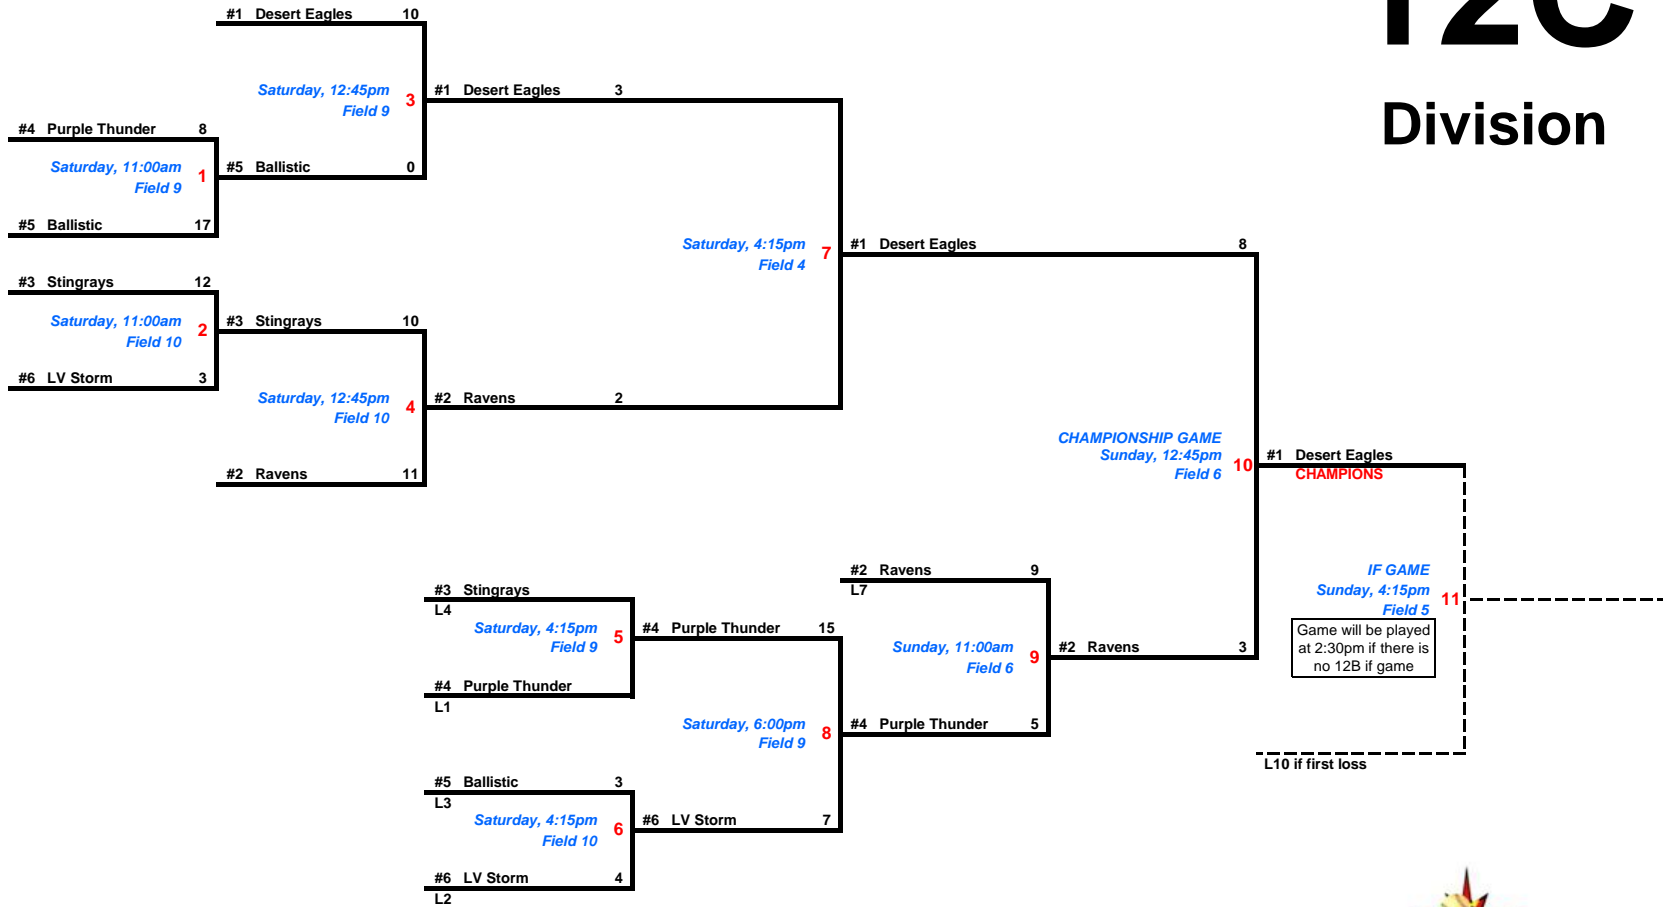 12C
Division
#1 Desert Eagles 10
Saturday, 12:45pm
Field 9
3
#1 Desert Eagles 3
#4 Purple Thunder 8
Saturday, 11:00am
Field 9
1
#5 Ballistic 0
#5 Ballistic 17
Saturday, 4:15pm
Field 4
7
#1 Desert Eagles 8
#3 Stingrays 12
Saturday, 11:00am
Field 10
2
#3 Stingrays 10
#6 LV Storm 3
Saturday, 12:45pm
Field 10
4
#2 Ravens 2
#2 Ravens 11
CHAMPIONSHIP GAME
Sunday, 12:45pm
Field 6
10
#1 Desert Eagles
CHAMPIONS
#3 Stingrays
L4
Saturday, 4:15pm
Field 9
5
#4 Purple Thunder 15
#4 Purple Thunder
L1
#2 Ravens 9
L7
Sunday, 11:00am
Field 6
9
#2 Ravens 3
IF GAME
Sunday, 4:15pm
Field 5
11
Game will be played
at 2:30pm if there is
no 12B if game
Saturday, 6:00pm
Field 9
8
#4 Purple Thunder 5
L10 if first loss
#5 Ballistic 3
L3
Saturday, 4:15pm
Field 10
6
#6 LV Storm 7
#6 LV Storm 4
L2